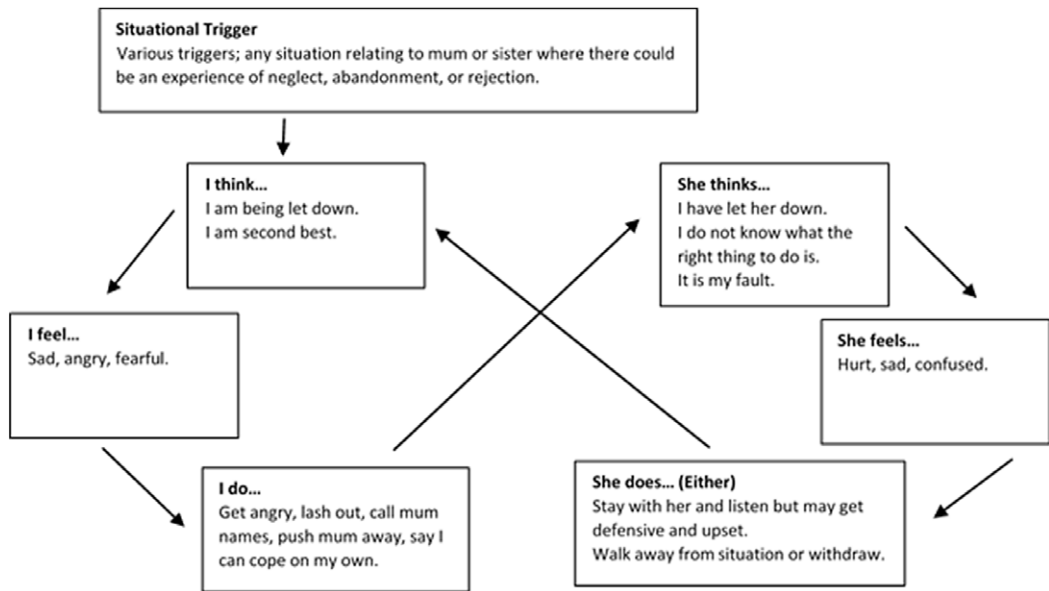 Situational Trigger
Various triggers; any situation relating to mum or sister where there could
be an experience of neglect, abandonment, or rejection.
I think...
I am being let down.
I am second best.
She thinks...
I have let her down.
I do not know what the
right thing to do is.
It is my fault.
I feel...
Sad, angry, fearful.
She feels...
Hurt, sad, confused.
I do...
Get angry, lash out, call mum
names, push mum away, say I
can cope on my own.
She does... (Either)
Stay with her and listen but may get
defensive and upset.
Walk away from situation or withdraw.